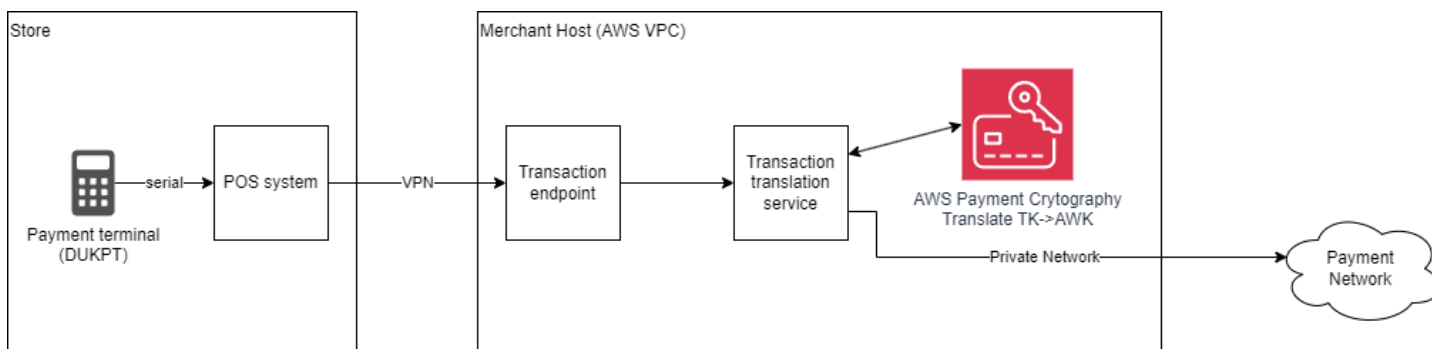 Store
Merchant Host (AWS VPC)
Payment terminal
(DUKPT)
serial
POS system
VPN
Transaction
endpoint
Transaction
translation
service
AWS Payment Crytography
Translate TK->AWK
Private Network
Payment
Network